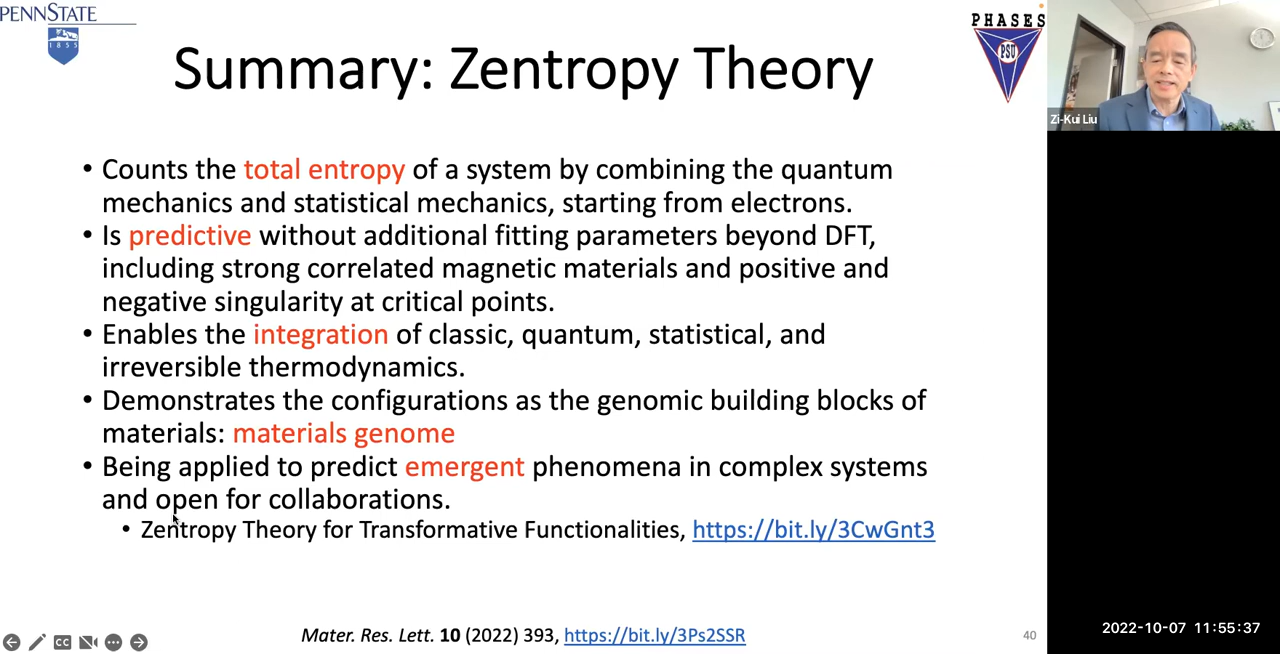 PENNSTATE
1855
Summary: Zentropy Theory
PHASES
PSU
Zi-Kui Liu
• Counts the total entropy of a system by combining the quantum
mechanics and statistical mechanics, starting from electrons.
• Is predictive without additional fitting parameters beyond DFT,
including strong correlated magnetic materials and positive and
negative singularity at critical points.
• Enables the integration of classic, quantum, statistical, and
irreversible thermodynamics.
• Demonstrates the configurations as the genomic building blocks of
materials: materials genome
• Being applied to predict emergent phenomena in complex systems
and open for collaborations.
• Zentropy Theory for Transformative Functionalities, https://bit.ly/3CwGnt3
CC
Mater. Res. Lett. 10 (2022) 393, https://bit.ly/3Ps2SSR
40
2022-10-07 11:55:37